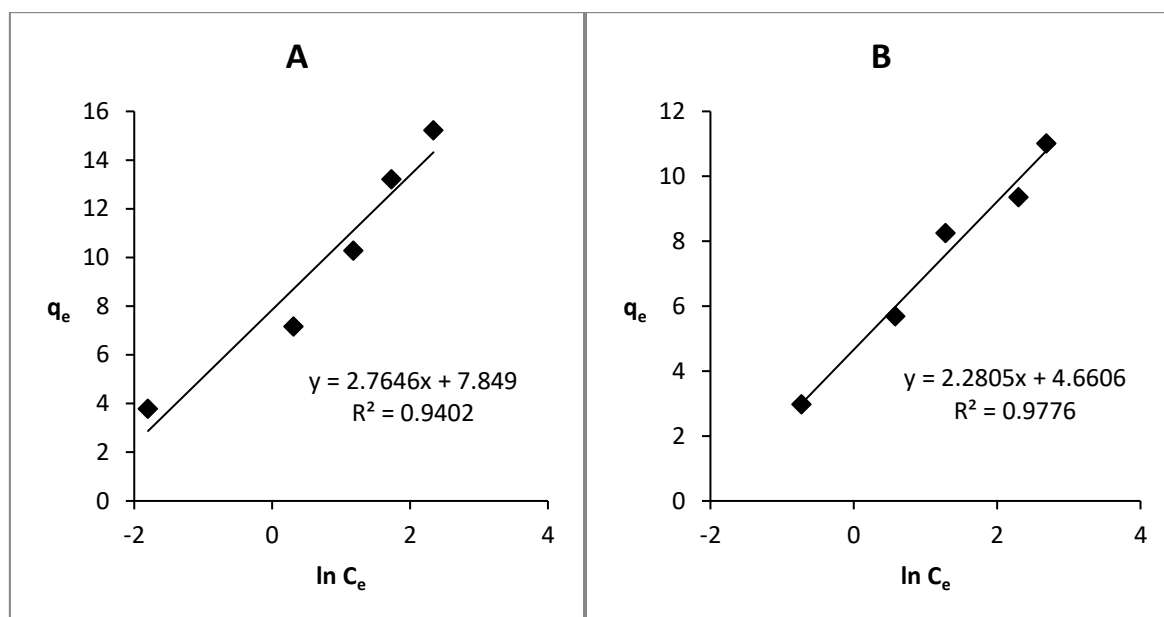 A
16
14
12
10
8
6
4
2
0
-2 0 2 4
qₑ
ln Cₑ
y = 2.7646x + 7.849
R² = 0.9402
B
12
10
8
6
4
2
0
-2 0 2 4
qₑ
ln Cₑ
y = 2.2805x + 4.6606
R² = 0.9776